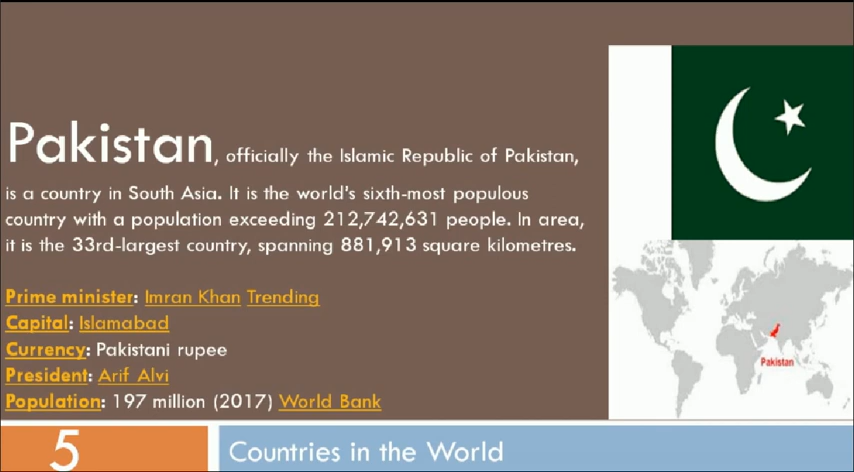 Pakistan, officially the Islamic Republic of Pakistan,
is a country in South Asia. It is the world's sixth-most populous
country with a population exceeding 212,742,631 people. In area,
it is the 33rd-largest country, spanning 881,913 square kilometres.
Prime minister: Imran Khan Trending
Capital: Islamabad
Currency: Pakistani rupee
President: Arif Alvi
Population: 197 million (2017) World Bank
Pakistan
5 Countries in the World